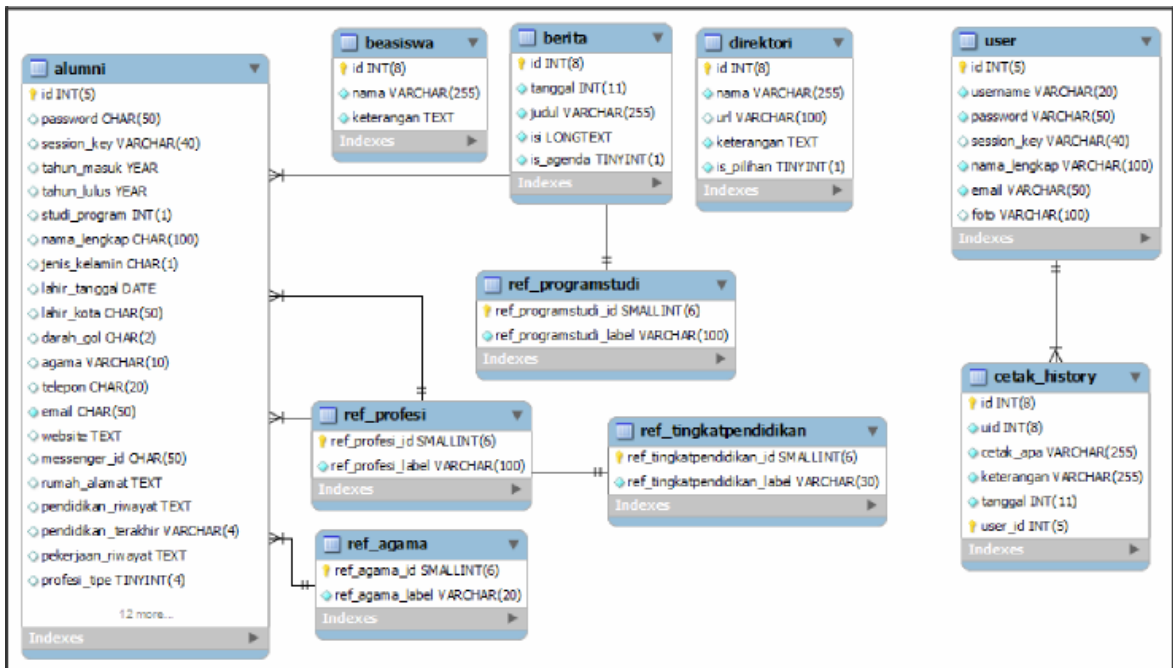 alumni
id INT(5)
password CHAR(50)
session_key VARCHAR(40)
tahun_masuk YEAR
tahun_lulus YEAR
studi_program INT(1)
nama_lengkap CHAR(100)
jenis_kelamin CHAR(1)
lahir_tanggal DATE
lahir_kota CHAR(50)
darah_gol CHAR(2)
agama VARCHAR(10)
telepon CHAR(20)
email CHAR(50)
website TEXT
messenger_id CHAR(50)
rumah_alamat TEXT
pendidikan_riwayat TEXT
pendidikan_terakhir VARCHAR(4)
pekerjaan_riwayat TEXT
profesi_tipe TINYINT(4)
12 more...
Indexes
beasiswa
id INT(8)
nama VARCHAR(255)
keterangan TEXT
Indexes
berita
id INT(8)
tanggal INT(11)
judul VARCHAR(255)
isi LONGTEXT
is_agenda TINYINT(1)
Indexes
direktori
id INT(8)
nama VARCHAR(255)
url VARCHAR(100)
keterangan TEXT
is_pilihan TINYINT(1)
Indexes
user
id INT(5)
username VARCHAR(20)
password VARCHAR(50)
session_key VARCHAR(40)
nama_lengkap VARCHAR(100)
email VARCHAR(50)
foto VARCHAR(100)
Indexes
ref_programstudi
ref_programstudi_id SMALLINT(6)
ref_programstudi_label VARCHAR(100)
Indexes
ref_profesi
ref_profesi_id SMALLINT(6)
ref_profesi_label VARCHAR(100)
Indexes
ref_tingkatpendidikan
ref_tingkatpendidikan_id SMALLINT(6)
ref_tingkatpendidikan_label VARCHAR(30)
Indexes
cetak_history
id INT(8)
uid INT(8)
cetak_apa VARCHAR(255)
keterangan VARCHAR(255)
tanggal INT(11)
user_id INT(5)
Indexes
ref_agama
ref_agama_id SMALLINT(6)
ref_agama_label VARCHAR(20)
Indexes